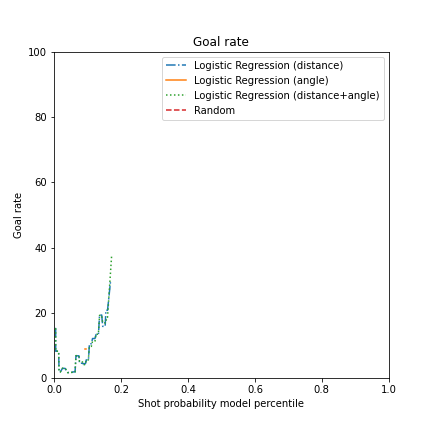 Goal rate
Logistic Regression (distance)
Logistic Regression (angle)
Logistic Regression (distance+angle)
Random
100
80
60
40
20
0
Goal rate
0.0 0.2 0.4 0.6 0.8 1.0
Shot probability model percentile